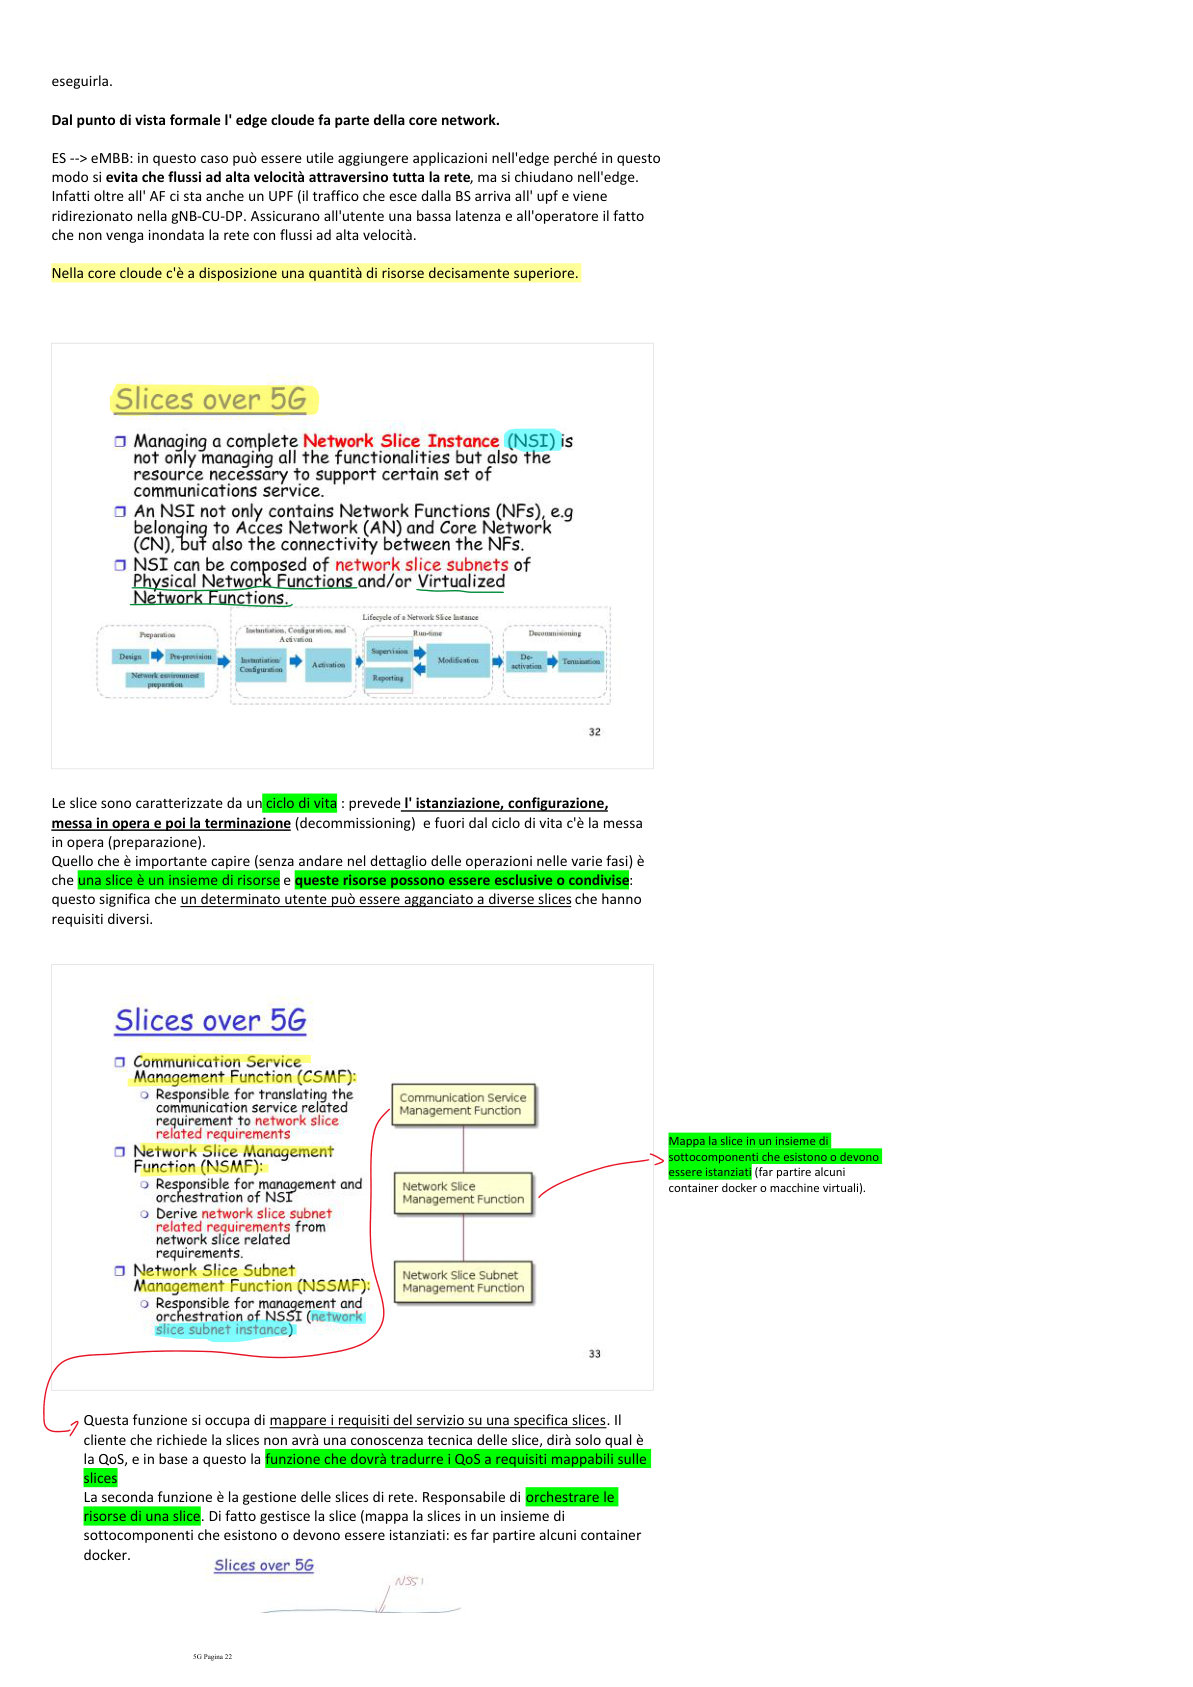 eseguirla.
Dal punto di vista formale l' edge cloude fa parte della core network.
ES --> eMBB: in questo caso può essere utile aggiungere applicazioni nell'edge perché in questo
modo si evita che flussi ad alta velocità attraversino tutta la rete, ma si chiudano nell'edge.
Infatti oltre all' AF ci sta anche un UPF (il traffico che esce dalla BS arriva all' upf e viene
ridirezionato nella gNB-CU-DP. Assicurano all'utente una bassa latenza e all'operatore il fatto
che non venga inondata la rete con flussi ad alta velocità.
Nella core cloude c'è a disposizione una quantità di risorse decisamente superiore.
Slices over 5G
Managing a complete Network Slice Instance (NSI) is
not only managing all the functionalities but also the
resource necessary to support certain set of
communications service.
An NSI not only contains Network Functions (NFs), e.g
belonging to Acces Network (AN) and Core Network
(CN), but also the connectivity between the NFs.
NSI can be composed of network slice subnets of
Physical Network Functions and/or Virtualized
Network Functions.
Lifecycle of a Network Slice Instance
Preparation
Design
Pre-provision
Network environment
preparation
Instantiation, Configuration, and
Activation
Instantiation/
Configuration
Activation
Run-time
Supervision
Reporting
Modification
Decommisioning
De-
activation
Termination
32
Le slice sono caratterizzate da un ciclo di vita : prevede l' istanziazione, configurazione,
messa in opera e poi la terminazione (decommissioning)  e fuori dal ciclo di vita c'è la messa
in opera (preparazione).
Quello che è importante capire (senza andare nel dettaglio delle operazioni nelle varie fasi) è
che una slice è un insieme di risorse e queste risorse possono essere esclusive o condivise:
questo significa che un determinato utente può essere agganciato a diverse slices che hanno
requisiti diversi.
Slices over 5G
Communication Service
Management Function (CSMF):
Responsible for translating the
communication service related
requirement to network slice
related requirements
Network Slice Management
Function (NSMF):
Responsible for management and
orchestration of NSI
Derive network slice subnet
related requirements from
network slice related
requirements.
Network Slice Subnet
Management Function (NSSMF):
Responsible for management and
orchestration of NSSI (network
slice subnet instance)
Communication Service
Management Function
Network Slice
Management Function
Network Slice Subnet
Management Function
33
Mappa la slice in un insieme di
sottocomponenti che esistono o devono
essere istanziati (far partire alcuni
container docker o macchine virtuali).
Questa funzione si occupa di mappare i requisiti del servizio su una specifica slices. Il
cliente che richiede la slices non avrà una conoscenza tecnica delle slice, dirà solo qual è
la QoS, e in base a questo la funzione che dovrà tradurre i QoS a requisiti mappabili sulle
slices
La seconda funzione è la gestione delle slices di rete. Responsabile di orchestrare le
risorse di una slice. Di fatto gestisce la slice (mappa la slices in un insieme di
sottocomponenti che esistono o devono essere istanziati: es far partire alcuni container
docker.
Slices over 5G
NSSI
5G Pagina 22